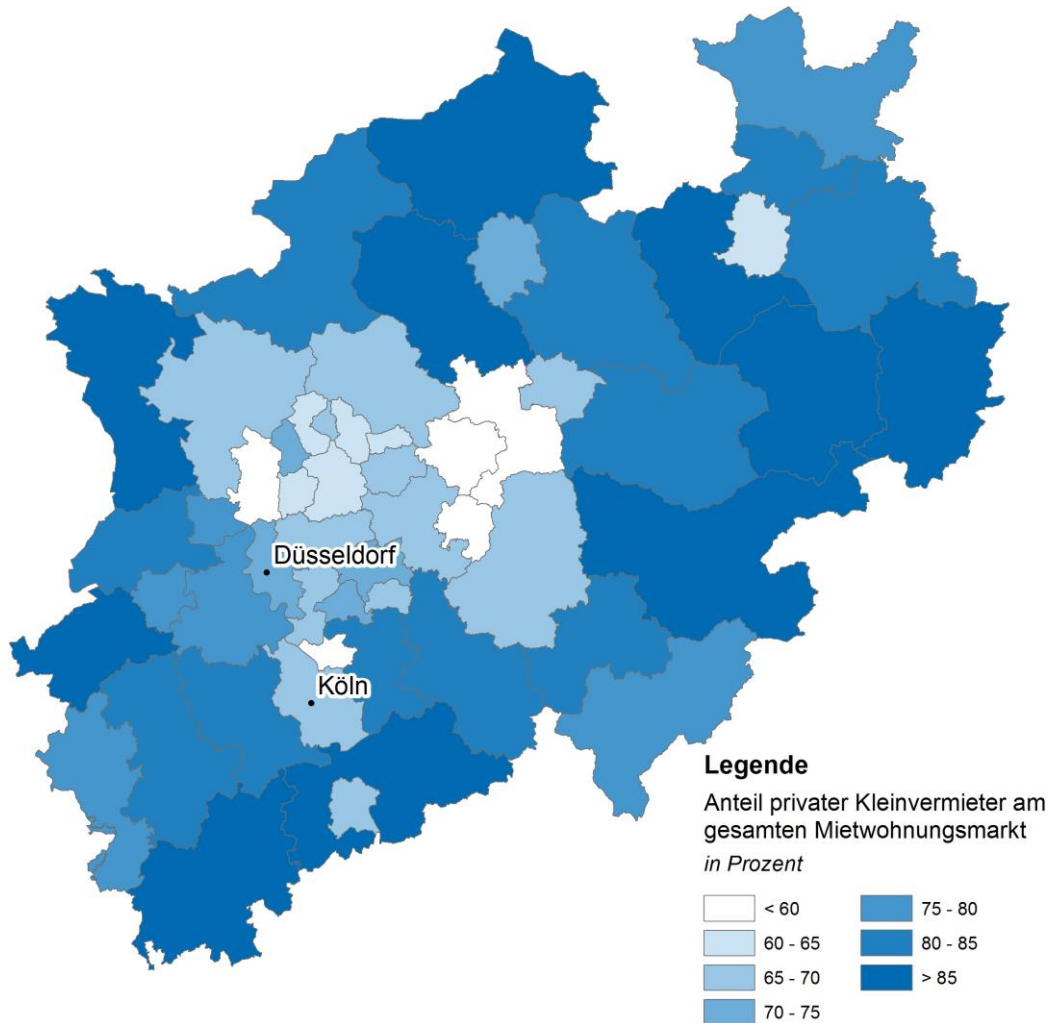 Düsseldorf
Köln
Legende
Anteil privater Kleinvermieter am
gesamten Mietwohnungsmarkt
in Prozent
< 60
60 - 65
65 - 70
70 - 75
75 - 80
80 - 85
> 85